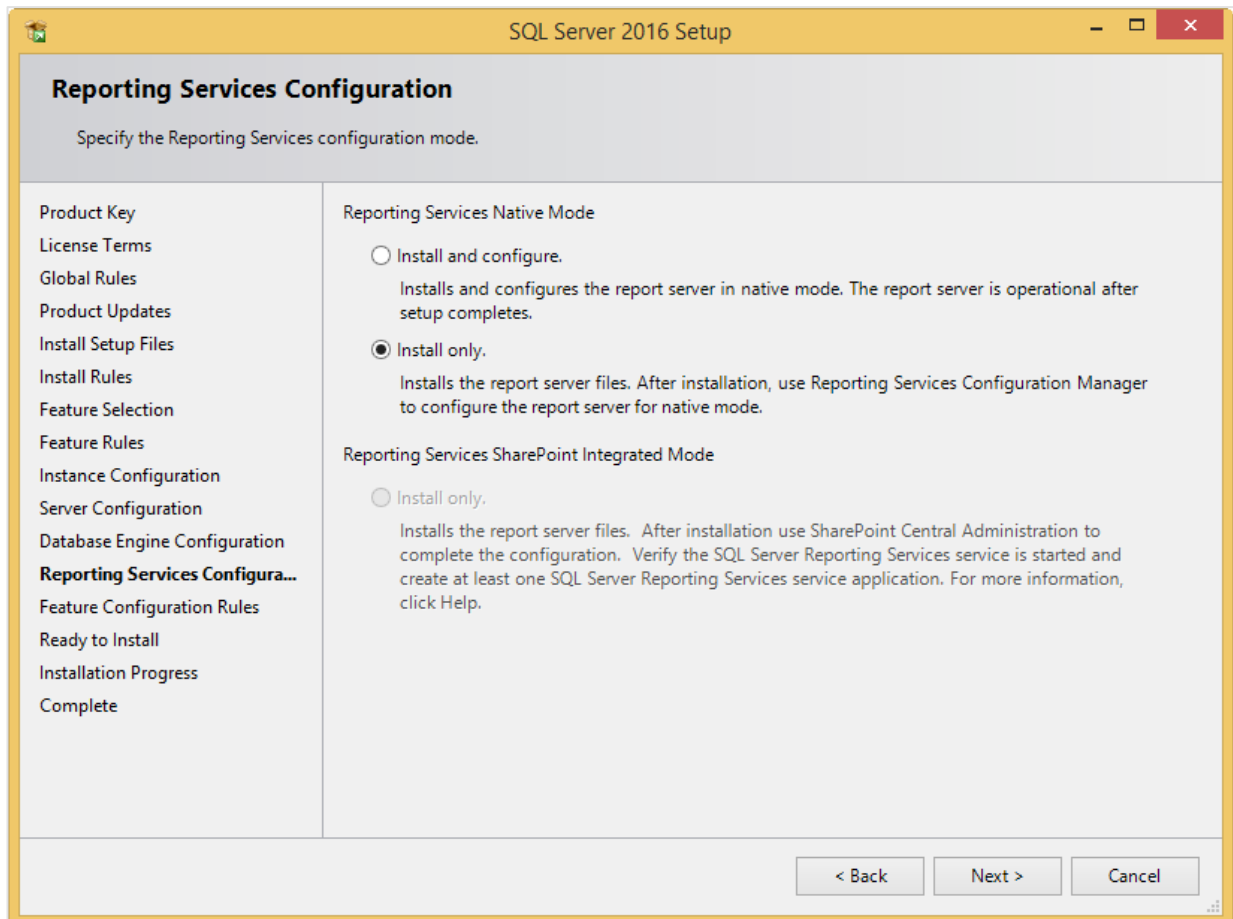 SQL Server 2016 Setup
Reporting Services Configuration
Specify the Reporting Services configuration mode.
Product Key
License Terms
Global Rules
Product Updates
Install Setup Files
Install Rules
Feature Selection
Feature Rules
Instance Configuration
Server Configuration
Database Engine Configuration
Reporting Services Configura...
Feature Configuration Rules
Ready to Install
Installation Progress
Complete
Reporting Services Native Mode
Install and configure.
Installs and configures the report server in native mode. The report server is operational after
setup completes.
Install only.
Installs the report server files. After installation, use Reporting Services Configuration Manager
to configure the report server for native mode.
Reporting Services SharePoint Integrated Mode
Install only.
Installs the report server files.  After installation use SharePoint Central Administration to
complete the configuration.  Verify the SQL Server Reporting Services service is started and
create at least one SQL Server Reporting Services service application. For more information,
click Help.
< Back
Next >
Cancel